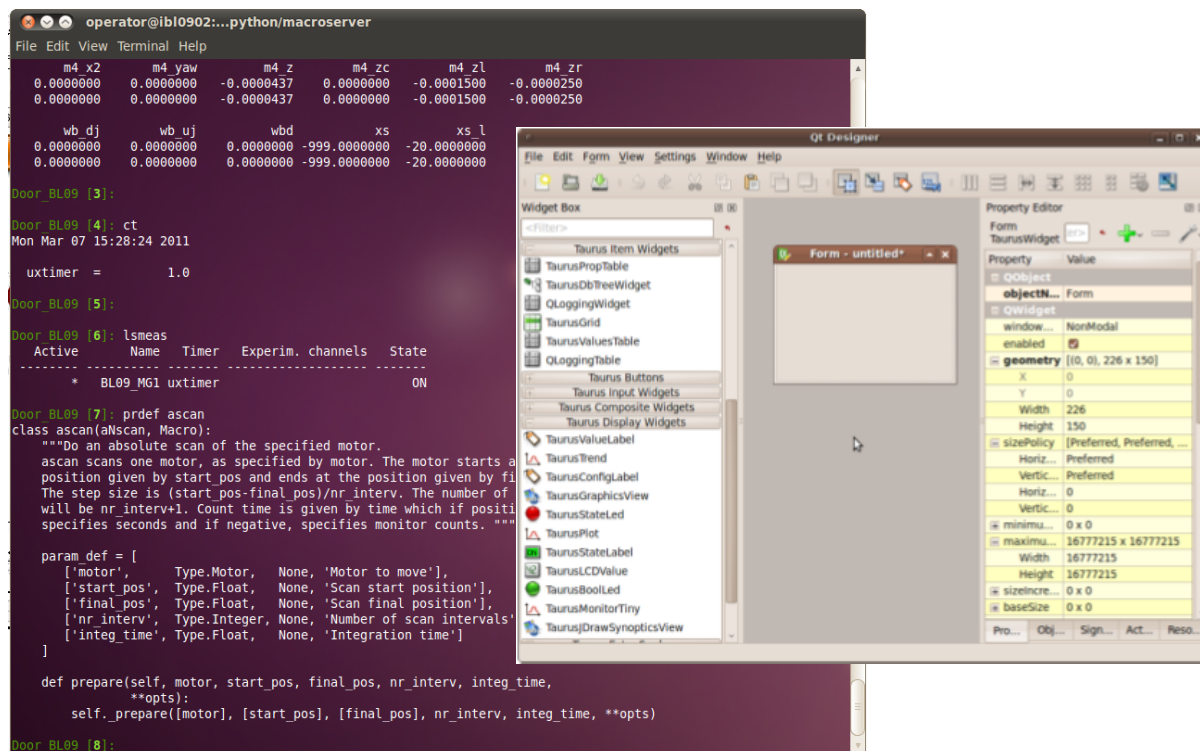 operator@ibl0902:...python/macroserver
File Edit View Terminal Help
m4_x2 m4_yaw m4_z m4_zc m4_zl m4_zr
0.0000000 0.0000000 -0.0000437 0.0000000 -0.0001500 -0.0000250
0.0000000 0.0000000 -0.0000437 0.0000000 -0.0001500 -0.0000250
wb_dj wb_uj wbd xs xs_l
0.0000000 0.0000000 0.0000000 -999.0000000 -20.0000000
0.0000000 0.0000000 0.0000000 -999.0000000 -20.0000000
Door_BL09 [3]:
Door_BL09 [4]: ct
Mon Mar 07 15:28:24 2011
uxtimer = 1.0
Door_BL09 [5]:
Door_BL09 [6]: lsmeas
Active Name Timer Experim. channels State
-------- ---------- ------- ------------------- -------
* BL09_MG1 uxtimer ON
Door_BL09 [7]: prdef ascan
class ascan(aNscan, Macro):
"""Do an absolute scan of the specified motor.
ascan scans one motor, as specified by motor. The motor starts a
position given by start_pos and ends at the position given by fi
The step size is (start_pos-final_pos)/nr_interv. The number of
will be nr_interv+1. Count time is given by time which if positi
specifies seconds and if negative, specifies monitor counts. """
param_def = [
['motor', Type.Motor, None, 'Motor to move'],
['start_pos', Type.Float, None, 'Scan start position'],
['final_pos', Type.Float, None, 'Scan final position'],
['nr_interv', Type.Integer, None, 'Number of scan intervals'
['integ_time', Type.Float, None, 'Integration time']
]
def prepare(self, motor, start_pos, final_pos, nr_interv, integ_time,
**opts):
self._prepare([motor], [start_pos], [final_pos], nr_interv, integ_time, **opts)
Door_BL09 [8]:
Qt Designer
File Edit Form View Settings Window Help
Widget Box
<Filter>
Taurus Item Widgets
TaurusPropTable
TaurusDbTreeWidget
QLoggingWidget
TaurusGrid
TaurusValuesTable
QLoggingTable
Taurus Buttons
Taurus Input Widgets
Taurus Composite Widgets
Taurus Display Widgets
TaurusValueLabel
TaurusTrend
TaurusConfigLabel
TaurusGraphicsView
TaurusStateLed
TaurusPlot
TaurusStateLabel
TaurusLCDValue
TaurusBoolLed
TaurusMonitorTiny
TaurusJDrawSynopticsView
Form - untitled*
Property Editor
Form
TaurusWidget
er>
Property Value
QObject
objectN... Form
QWidget
window... NonModal
enabled
geometry [(0, 0), 226 x 150]
X 0
Y 0
Width 226
Height 150
sizePolicy [Preferred, Preferred, ...
Horiz... Preferred
Vertic... Preferred
Horiz... 0
Vertic... 0
minimu... 0 x 0
maximu... 16777215 x 16777215
Width 16777215
Height 16777215
sizeIncre... 0 x 0
baseSize 0 x 0
Pro... Obj... Sign... Act... Reso...